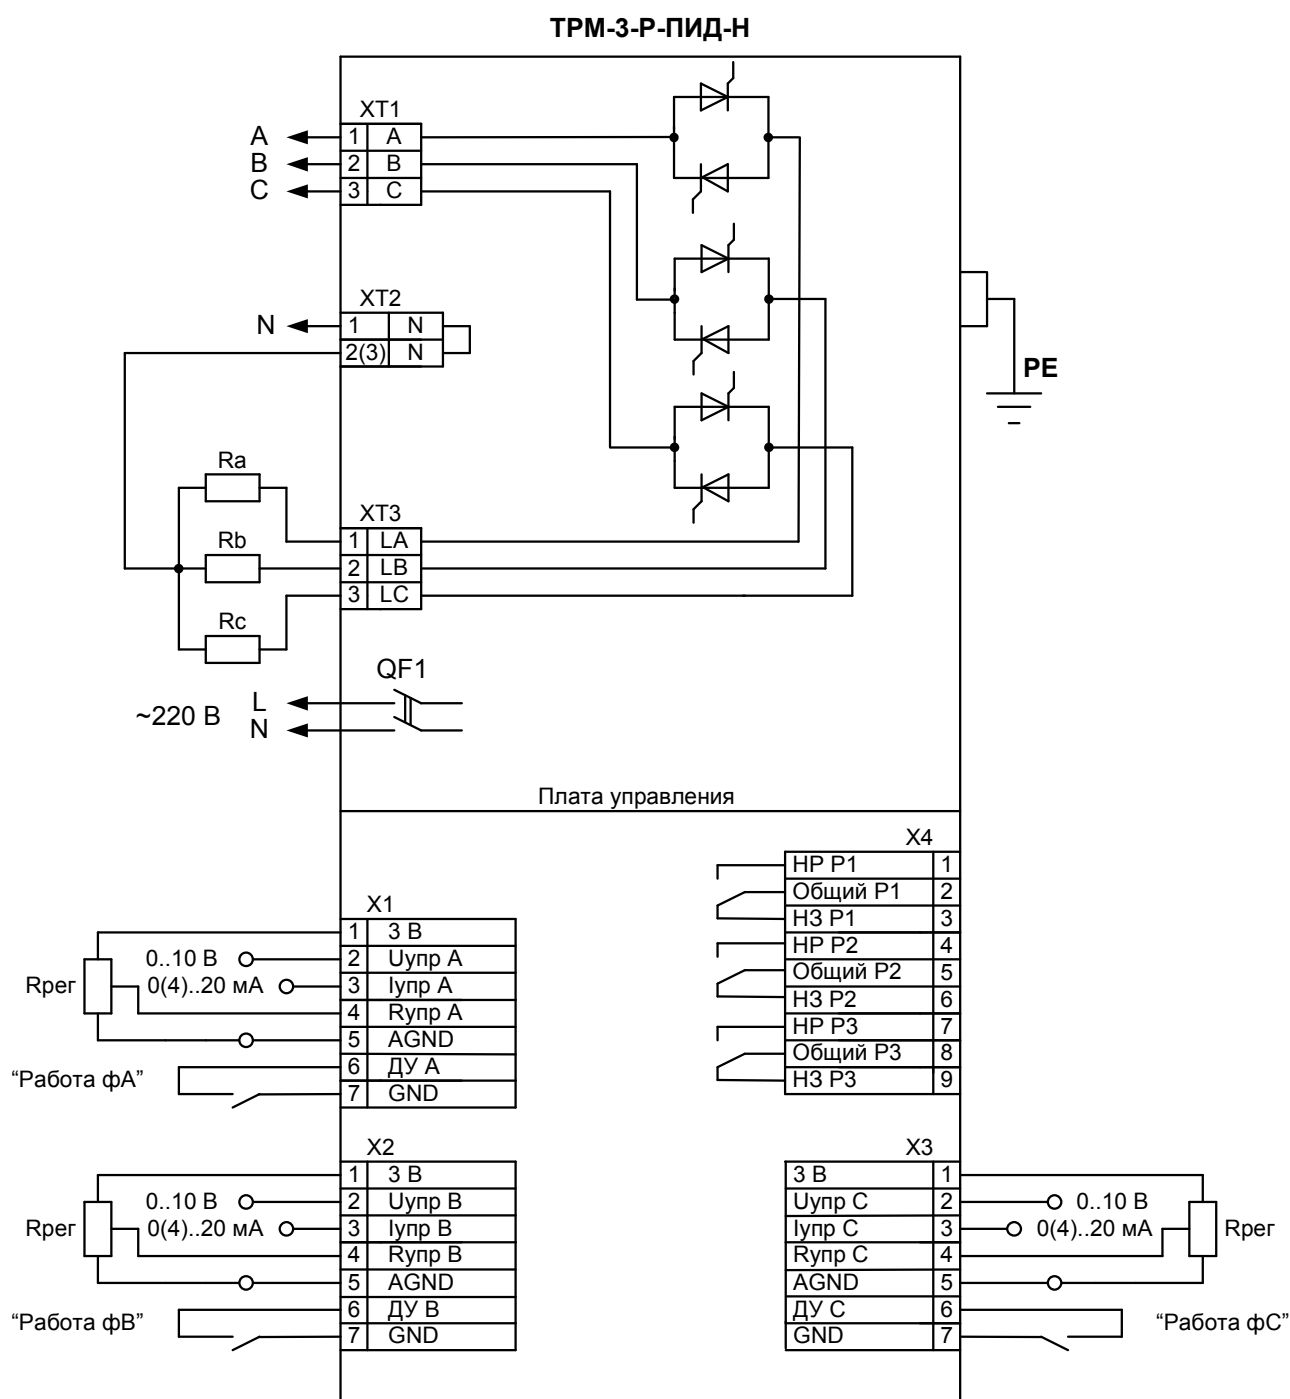 ТРМ-3-Р-ПИД-Н
XT1
A 1 A
B 2 B
C 3 C
XT2
N 1 N
2(3) N
PE
Ra
XT3
1 LA
Rb
2 LB
3 LC
Rc
QF1
~220 В
L
N
Плата управления
X4
НР Р1 1
Общий Р1 2
НЗ Р1 3
НР Р2 4
Общий Р2 5
НЗ Р2 6
НР Р3 7
Общий Р3 8
НЗ Р3 9
X1
1 3 В
0..10 В 2 Uупр А
Rрег 0(4)..20 мА 3 Iупр А
4 Rупр А
5 AGND
"Работа фА" 6 ДУ А
7 GND
X2
1 3 В
0..10 В 2 Uупр В
Rрег 0(4)..20 мА 3 Iупр В
4 Rупр В
5 AGND
“Работа фВ” 6 ДУ В
7 GND
X3
3 В 1
Uупр С 2 0..10 В
Iупр С 3 0(4)..20 мА Rрег
Rупр С 4
AGND 5
ДУ С 6 “Работа фС”
GND 7